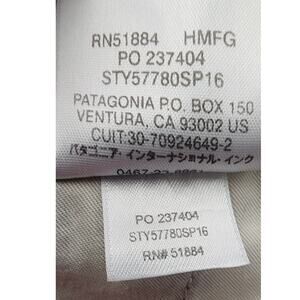 RN51884 HMFG
PO 237404
STY57780SP16
PATAGONIA P.O. BOX 150
VENTURA, CA 93002 US
CUIT:30-70924649-2
パタゴニア・インターナショナル・インク
PO 237404
STY57780SP16
RN# 51884